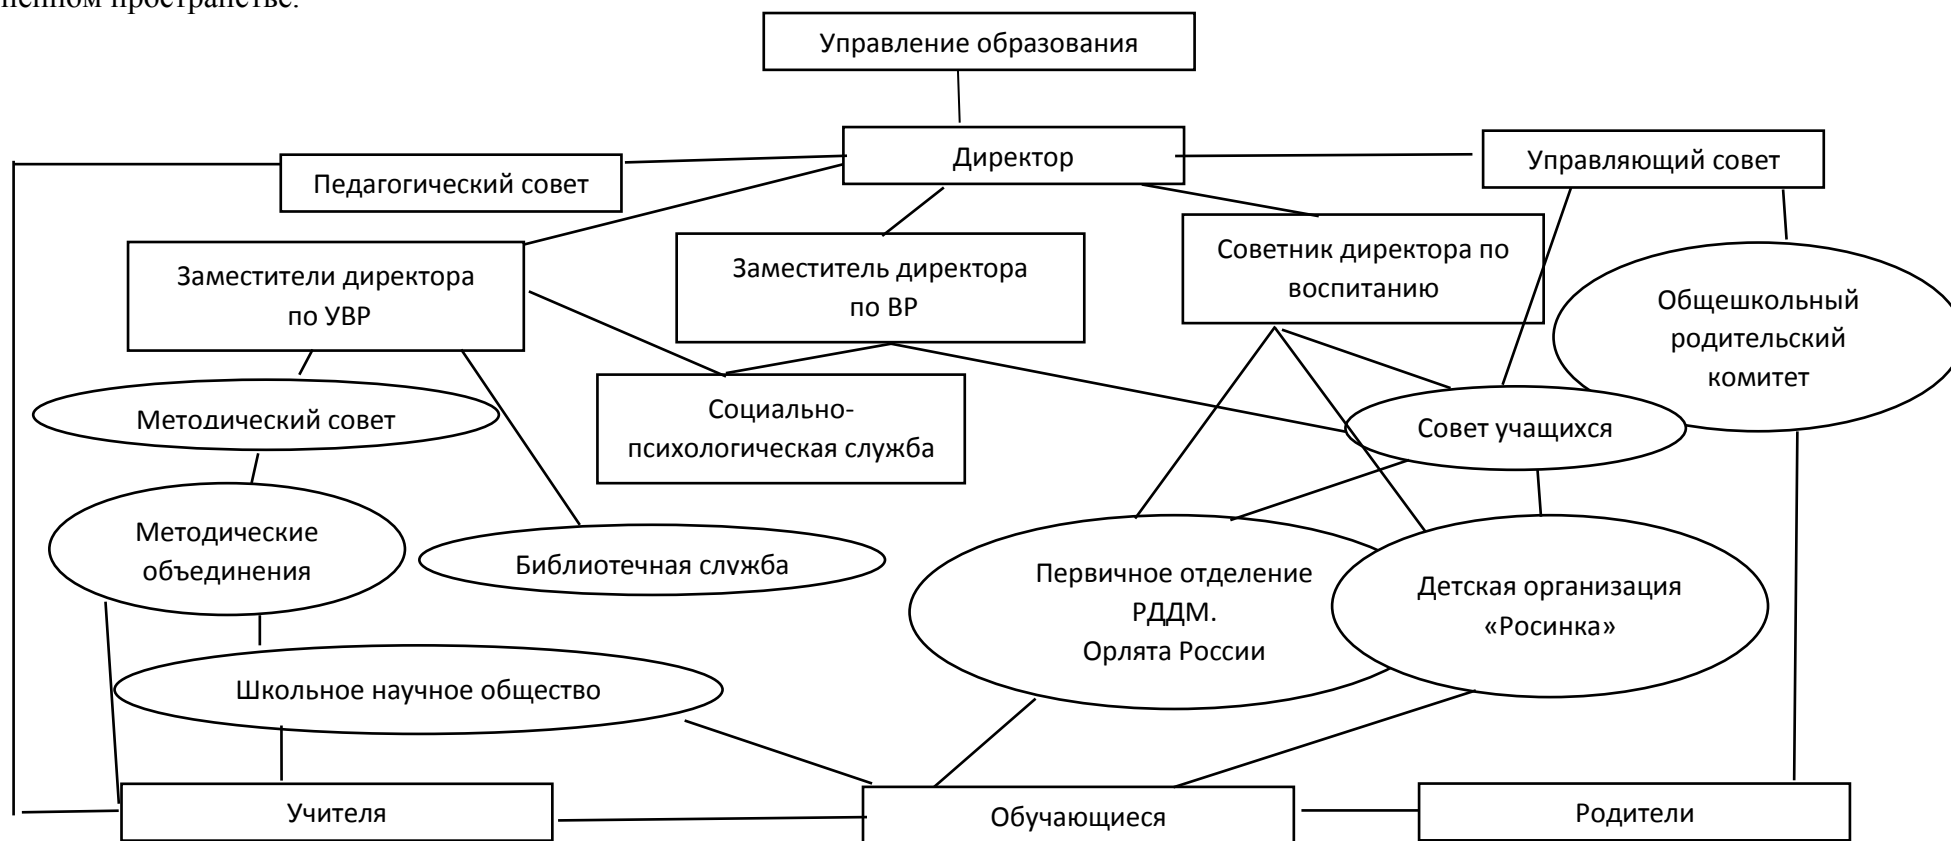 пространстве.
Управление образования
Директор
Управляющий совет
Педагогический совет
Советник директора по
воспитанию
Заместители директора
по УВР
Заместитель директора
по ВР
Общешкольный
родительский
комитет
Методический совет
Социально-
психологическая служба
Совет учащихся
Методические
объединения
Библиотечная служба
Первичное отделение
РДДМ.
Орлята России
Детская организация
«Росинка»
Школьное научное общество
Учителя
Обучающиеся
Родители